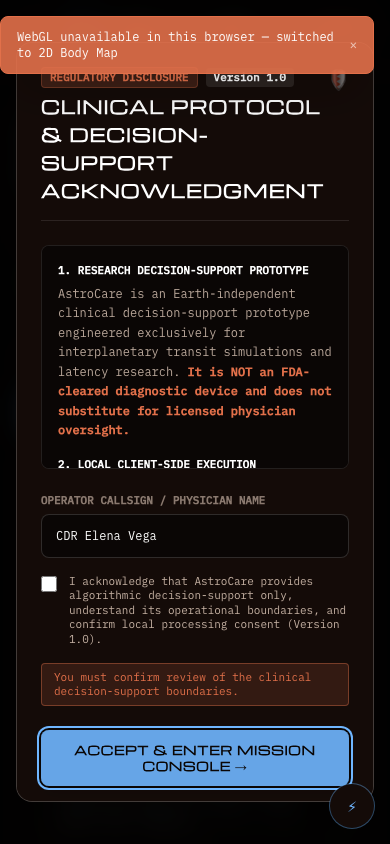 WebGL unavailable in this browser — switched
to 2D Body Map
×
REGULATORY DISCLOSURE
Version 1.0
CLINICAL PROTOCOL
& DECISION-
SUPPORT
ACKNOWLEDGMENT
1. RESEARCH DECISION-SUPPORT PROTOTYPE
AstroCare is an Earth-independent
clinical decision-support prototype
engineered exclusively for
interplanetary transit simulations and
latency research. It is NOT an FDA-
cleared diagnostic device and does not
substitute for licensed physician
oversight.
2. LOCAL CLIENT-SIDE EXECUTION
OPERATOR CALLSIGN / PHYSICIAN NAME
CDR Elena Vega
I acknowledge that AstroCare provides
algorithmic decision-support only,
understand its operational boundaries, and
confirm local processing consent (Version
1.0).
You must confirm review of the clinical
decision-support boundaries.
ACCEPT & ENTER MISSION
CONSOLE →